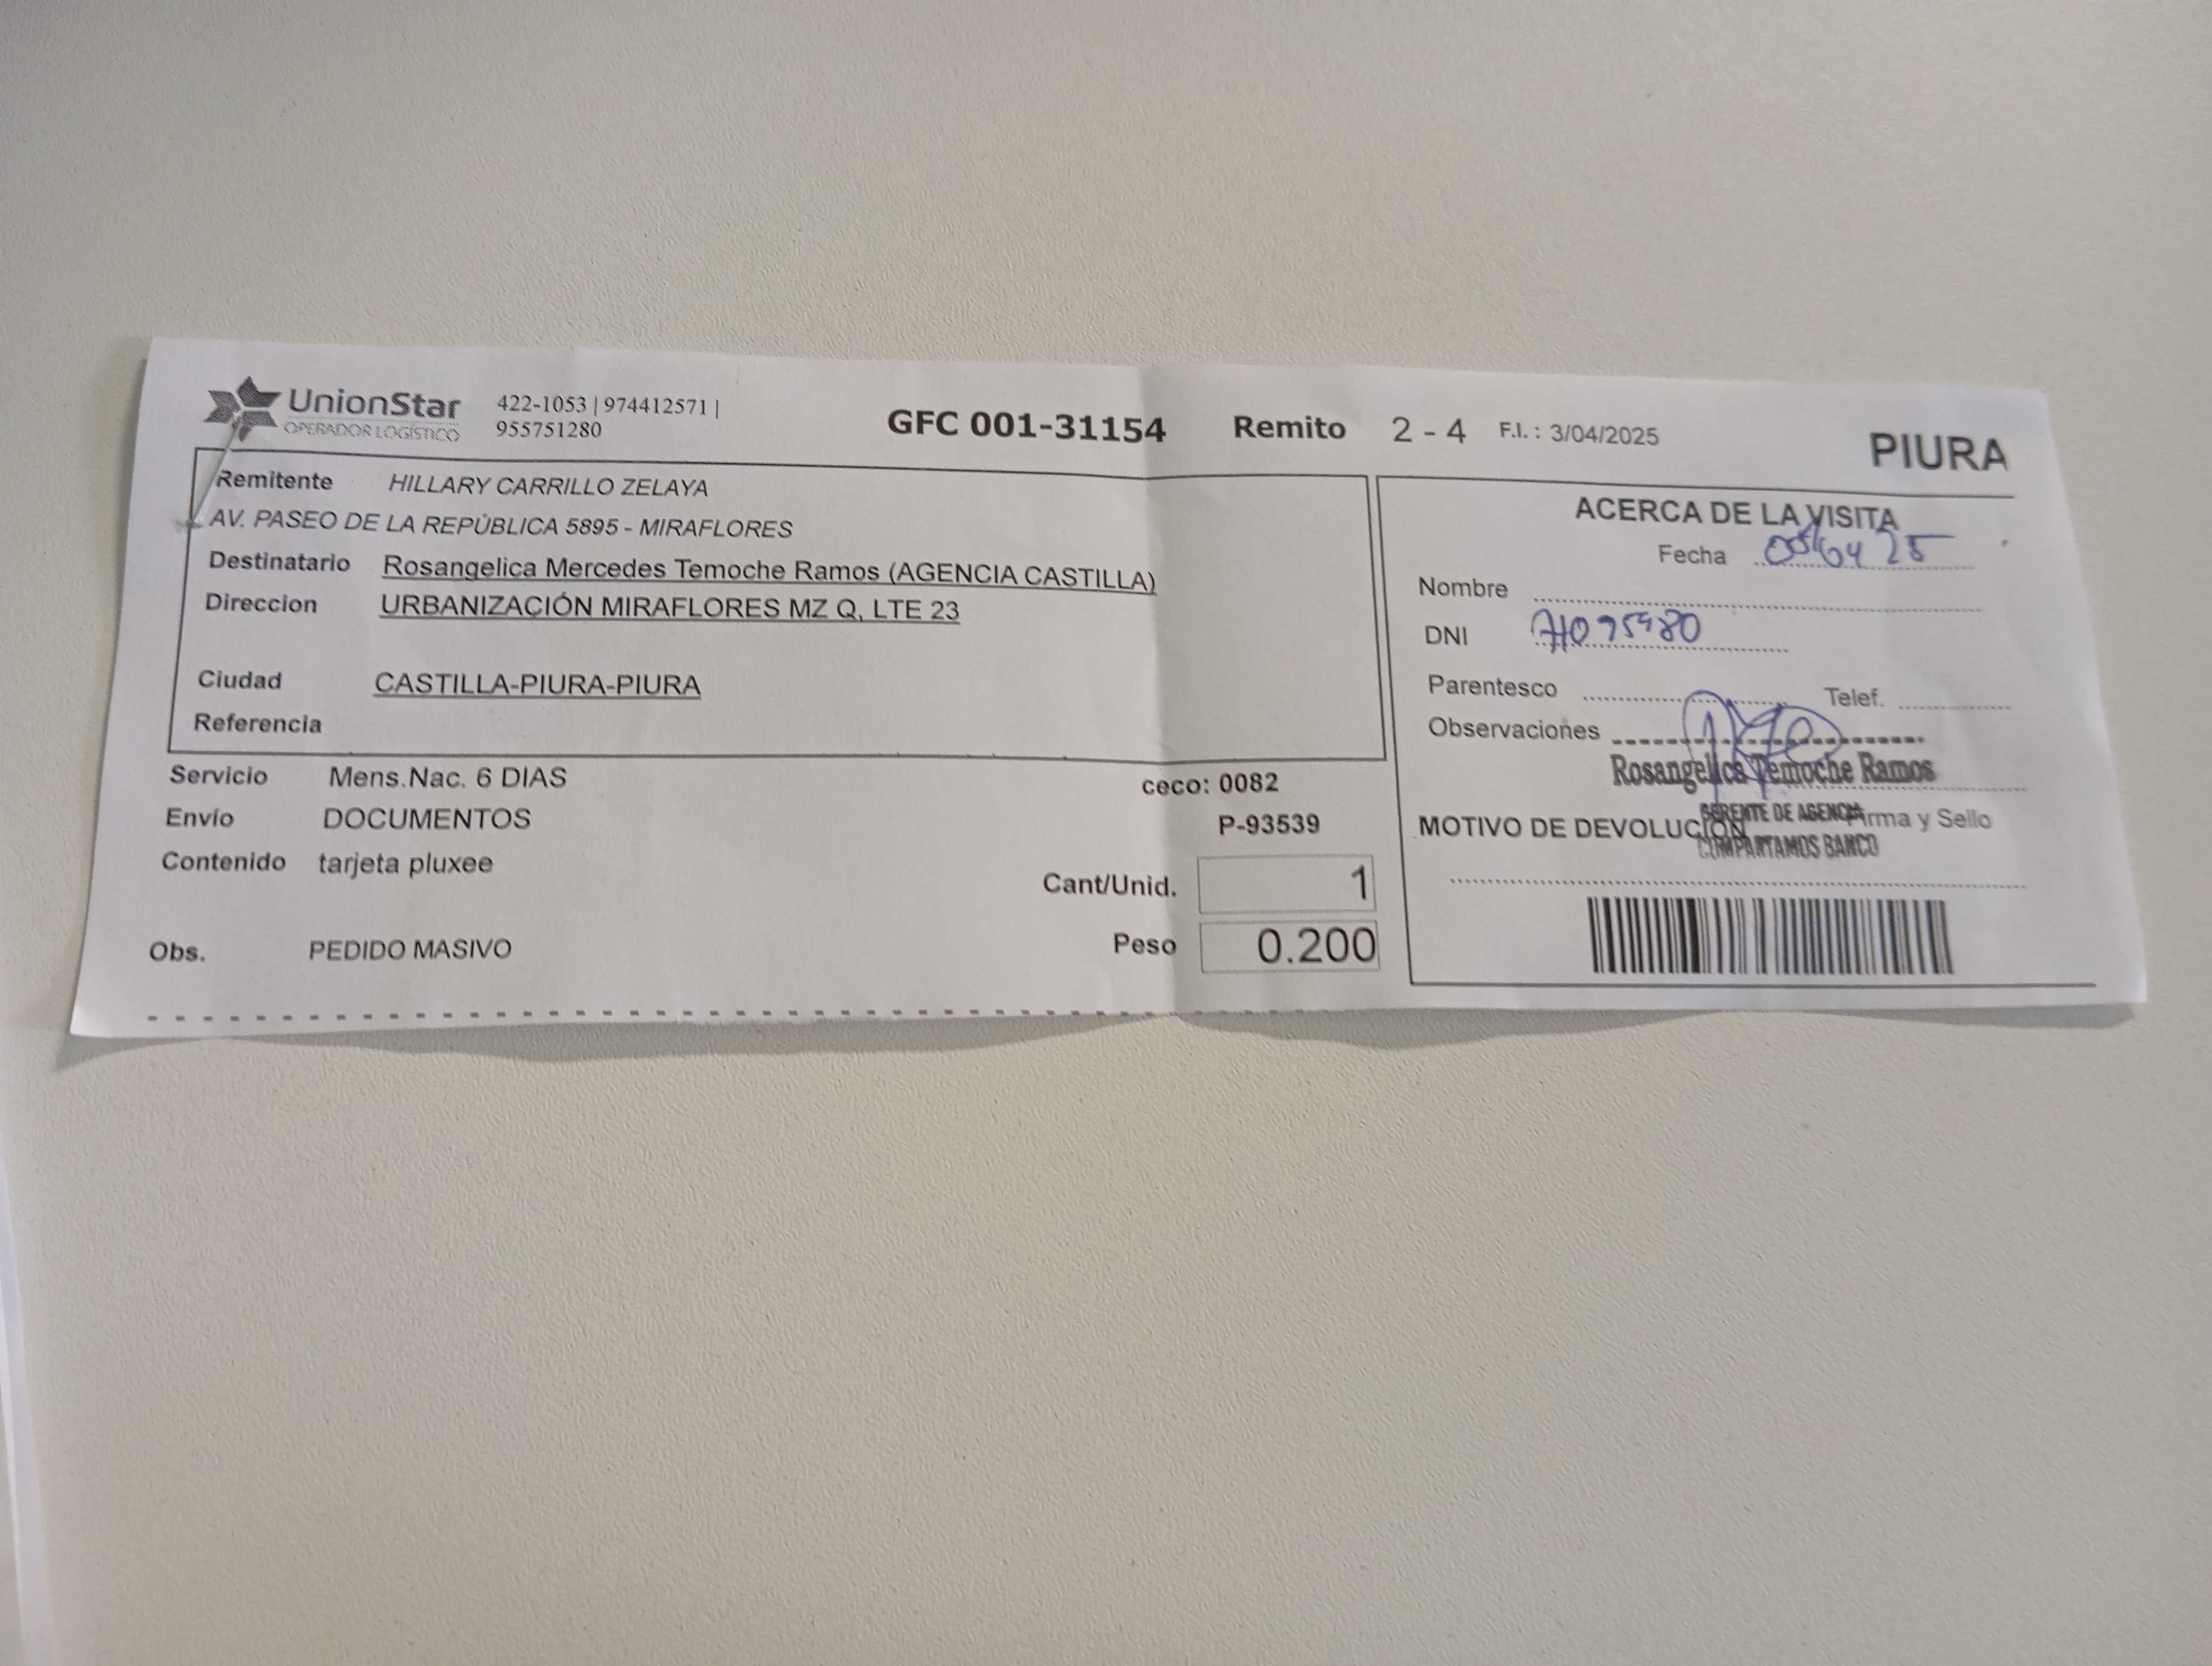 UnionStar
OPERADOR LOGÍSTICO
422-1053 | 974412571 |
955751280
GFC 001-31154 Remito 2 - 4 F.I. : 3/04/2025
PIURA
Remitente HILLARY CARRILLO ZELAYA
AV. PASEO DE LA REPÚBLICA 5895 - MIRAFLORES
Destinatario Rosangelica Mercedes Temoche Ramos (AGENCIA CASTILLA)
Direccion URBANIZACIÓN MIRAFLORES MZ Q, LTE 23
Ciudad CASTILLA-PIURA-PIURA
Referencia
Servicio Mens.Nac. 6 DIAS
ceco: 0082
Envío DOCUMENTOS
P-93539
Contenido tarjeta pluxee
Cant/Unid. 1
Obs. PEDIDO MASIVO
Peso 0.200
ACERCA DE LA VISITA
Fecha
Nombre
DNI
Parentesco Telef.
Observaciones
Rosangelica Temoche Ramos
GERENTE DE AGENCIA
Firma y Sello
MOTIVO DE DEVOLUCIÓN
COMPARTAMOS BANCO